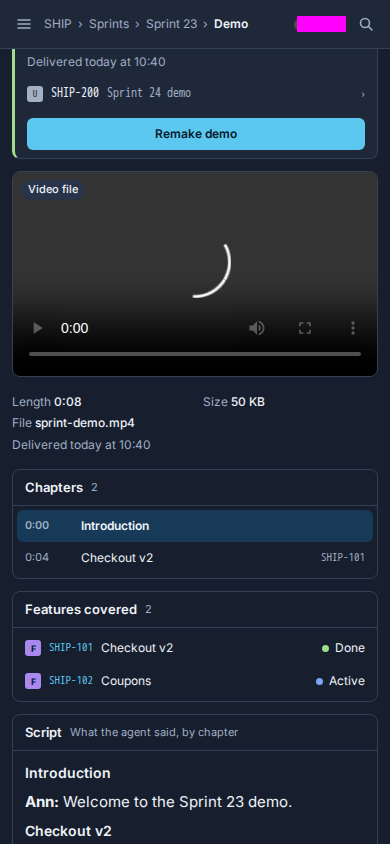 SHIP › Sprints › Sprint 23 › Demo
Delivered today at 10:40
U SHIP-200 Sprint 24 demo ›
Remake demo
Video file
0:00
Length 0:08 Size 50 KB
File sprint-demo.mp4
Delivered today at 10:40
Chapters 2
0:00 Introduction
0:04 Checkout v2 SHIP-101
Features covered 2
F SHIP-101 Checkout v2 Done
F SHIP-102 Coupons Active
Script What the agent said, by chapter
Introduction
Ann: Welcome to the Sprint 23 demo.
Checkout v2